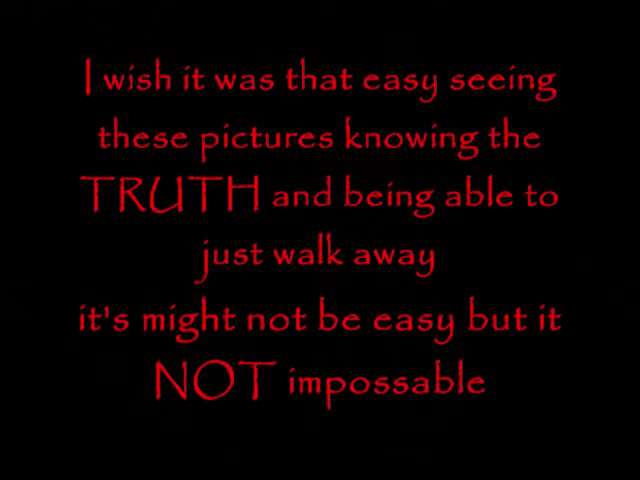 I wish it was that easy seeing
these pictures knowing the
TRUTH and being able to
just walk away
it's might not be easy but it
NOT impossable